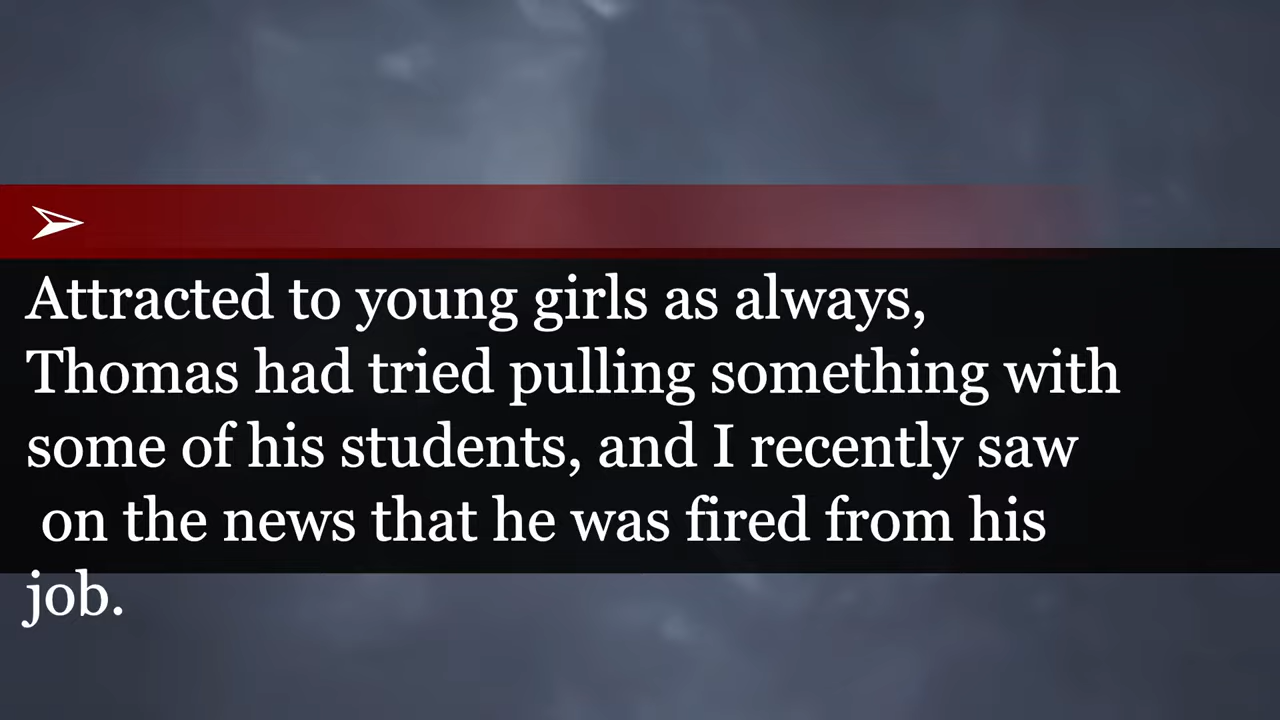 Attracted to young girls as always,
Thomas had tried pulling something with
some of his students, and I recently saw
on the news that he was fired from his
job.